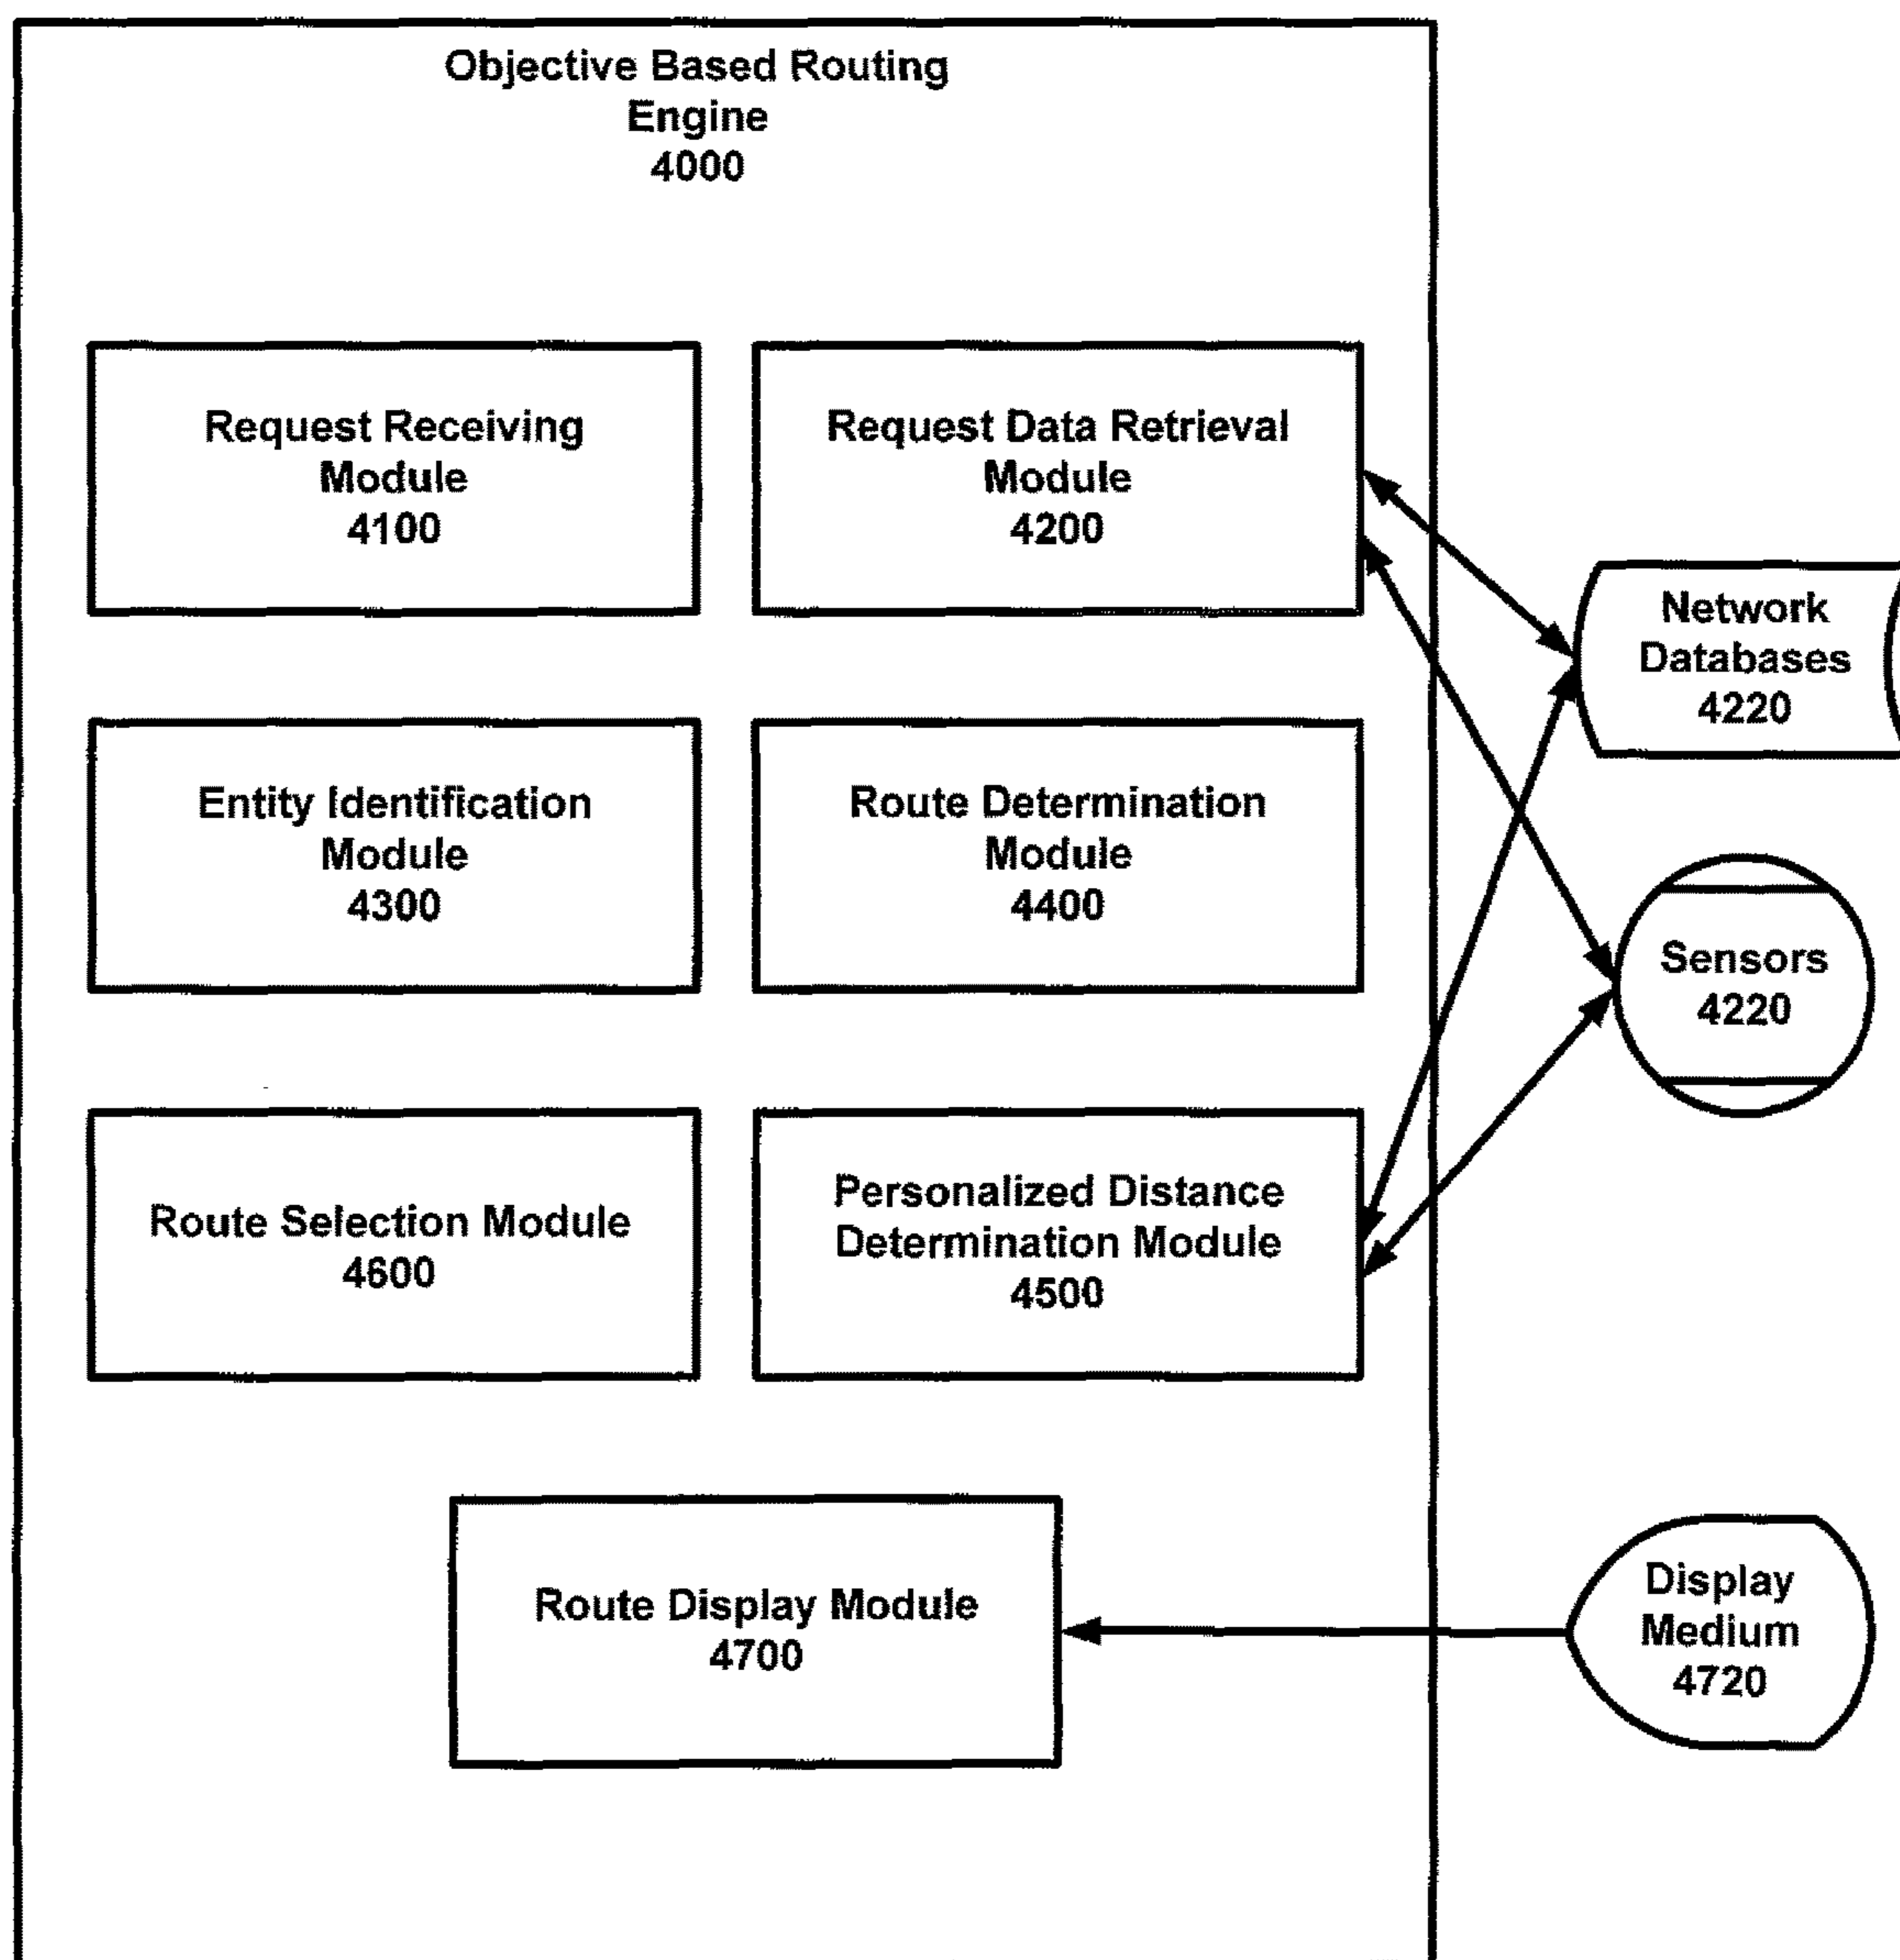 Objective Based Routing
Engine
4000
Request Receiving
Module
4100
Request Data Retrieval
Module
4200
Network
Databases
4220
Entity Identification
Module
4300
Route Determination
Module
4400
Sensors
4220
Route Selection Module
4600
Personalized Distance
Determination Module
4500
Route Display Module
4700
Display
Medium
4720